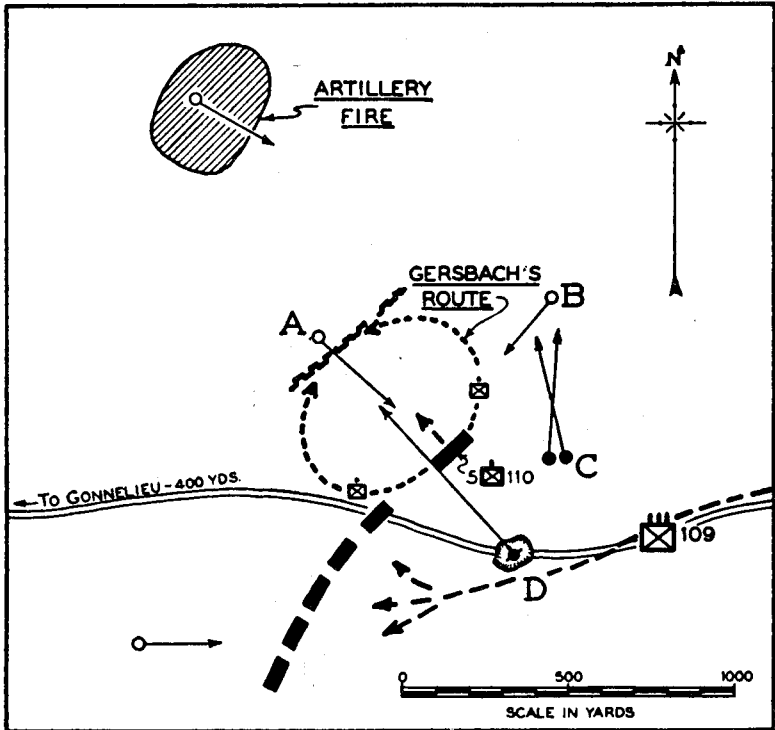 N
ARTILLERY
FIRE
GERSBACH'S
ROUTE
B
A
C
5
110
TO GONNELIEU-400 YDS.
109
D
0 500 1000
SCALE IN YARDS